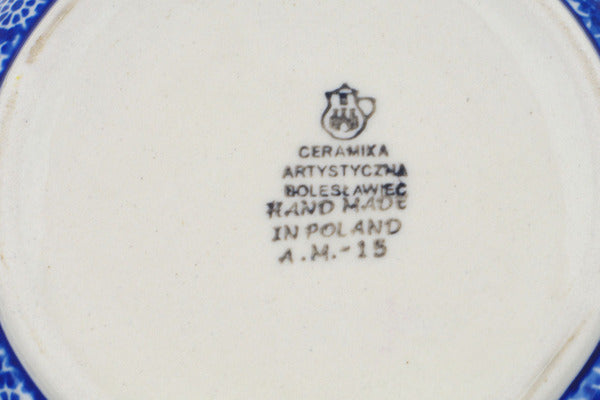 CERAMIKA
ARTYSTYCZNA
BOLESŁAWIEC
HAND MADE
IN POLAND
A.M.-15